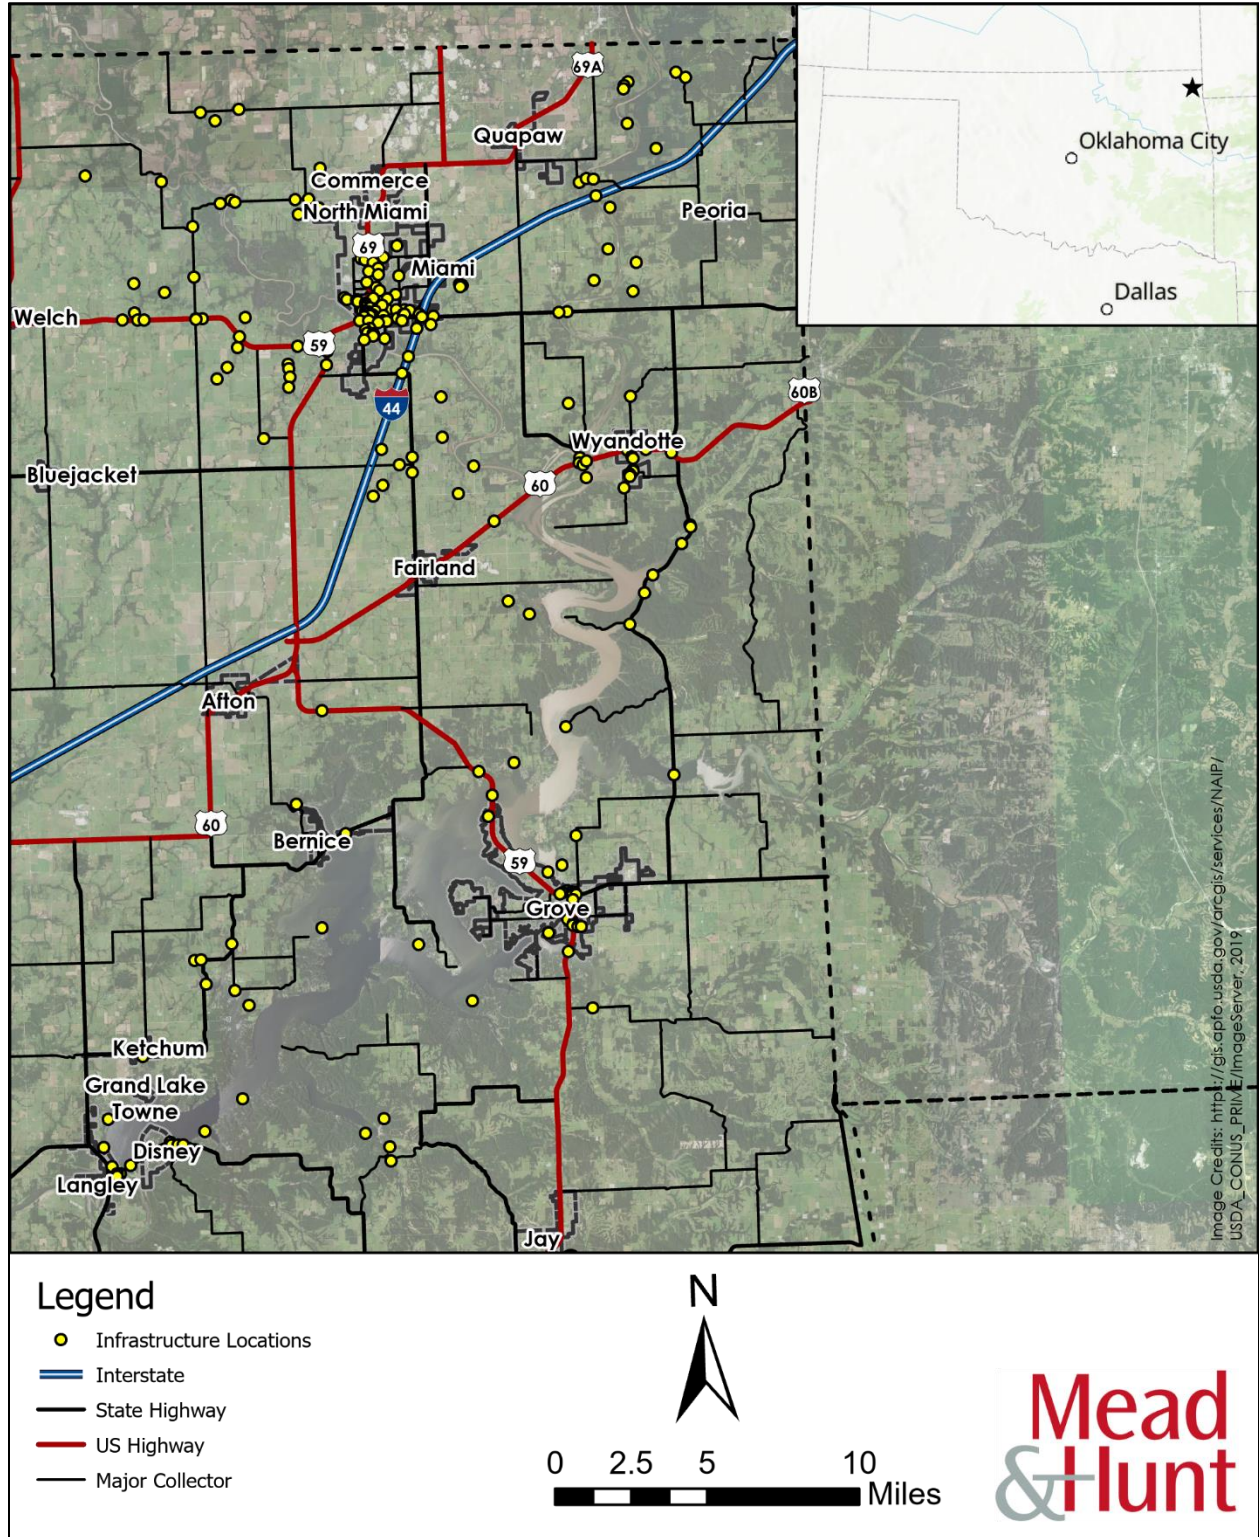 69A
Quapaw
Oklahoma City
Dallas
Commerce
North Miami
Peoria
69
Miami
Welch
59
44
60B
Wyandotte
Bluejacket
60
Fairland
Afton
60
Bernice
59
Grove
Ketchum
Grand Lake
Towne
Disney
Langley
Jay
Image Credits: https://gis.apfo.usda.gov/arcgis/services/NAIP/
USDA_CONUS_PRIME/ImageServer, 2019
Legend
Infrastructure Locations
Interstate
State Highway
US Highway
Major Collector
N
0 2.5 5 10
Miles
Mead
&Hunt